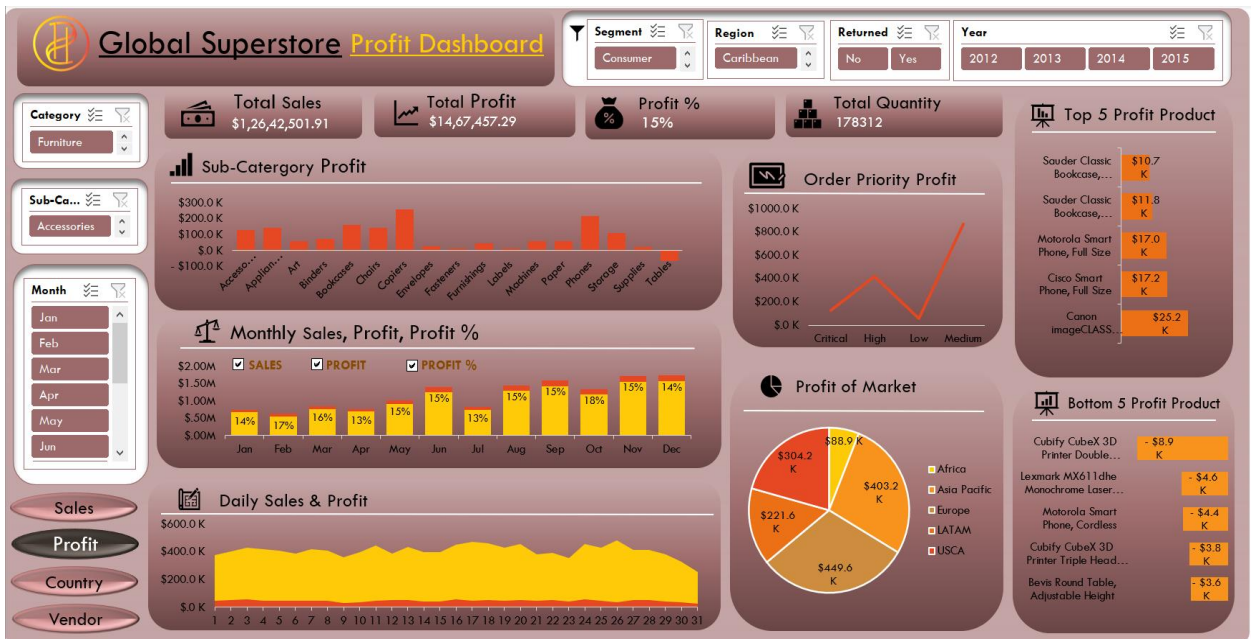 Global Superstore Profit Dashboard
Segment
Consumer
Region
Caribbean
Returned
No Yes
Year
2012 2013 2014 2015
Category
Furniture
Sub-Ca...
Accessories
Month
Jan
Feb
Mar
Apr
May
Jun
Sales
Profit
Country
Vendor
Total Sales
$1,26,42,501.91
Total Profit
$14,67,457.29
Profit %
15%
Total Quantity
178312
Sub-Catergory Profit
$300.0 K
$200.0 K
$100.0 K
$.0 K
- $100.0 K
Accesso... Applian... Art Binders Bookcases Chairs Copiers Envelopes Fasteners Furnishings Labels Machines Paper Phones Storage Supplies Tables
Monthly Sales, Profit, Profit %
SALES PROFIT PROFIT %
$2.00M
$1.50M
$1.00M
$.50M
$.00M
14% 17% 16% 13% 15% 15% 13% 15% 15% 18% 15% 14%
Jan Feb Mar Apr May Jun Jul Aug Sep Oct Nov Dec
Daily Sales & Profit
$600.0 K
$400.0 K
$200.0 K
$.0 K
1 2 3 4 5 6 7 8 9 10 11 12 13 14 15 16 17 18 19 20 21 22 23 24 25 26 27 28 29 30 31
Order Priority Profit
$1000.0 K
$800.0 K
$600.0 K
$400.0 K
$200.0 K
$.0 K
Critical High Low Medium
Profit of Market
$88.9 K
$403.2
K
$449.6
K
$221.6
K
$304.2
K
Africa
Asia Pacific
Europe
LATAM
USCA
Top 5 Profit Product
Sauder Classic
Bookcase,...
$10.7
K
Sauder Classic
Bookcase,...
$11.8
K
Motorola Smart
Phone, Full Size
$17.0
K
Cisco Smart
Phone, Full Size
$17.2
K
Canon
imageCLASS...
$25.2
K
Bottom 5 Profit Product
Cubify CubeX 3D
Printer Double...
- $8.9
K
Lexmark MX611dhe
Monochrome Laser...
- $4.6
K
Motorola Smart
Phone, Cordless
- $4.4
K
Cubify CubeX 3D
Printer Triple Head...
- $3.8
K
Bevis Round Table,
Adjustable Height
- $3.6
K